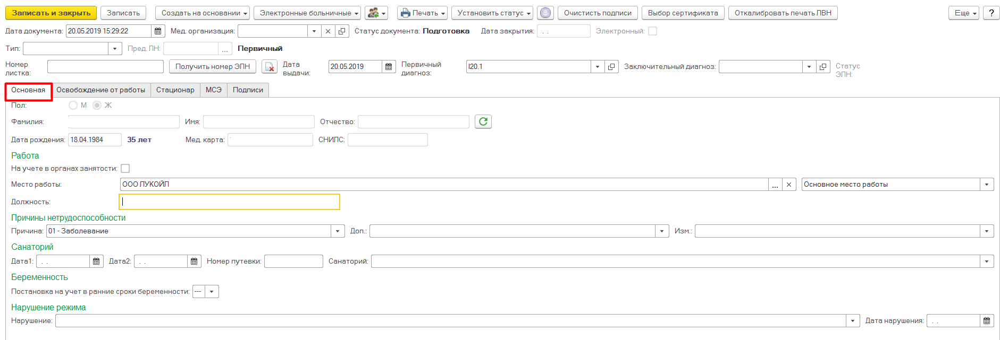 Записать и закрыть Записать Создать на основании Электронные больничные Печать Установить статус Очисистть подписи Выбор сертификата Откалибровать печать ЛВН Еще ?
Дата документа: 20.05.2019 15:29:22 Мед. организация: Статус документа: Подготовка Дата закрытия: . . Электронный:
Тип: Пред. ЛН: ... Первичный
Номер листка: Получить номер ЭЛН Дата выдачи: 20.05.2019 Первичный диагноз: I20.1 Заключительный диагноз: Статус ЭЛН:
Основная Освобождение от работы Стационар МСЭ Подписи
Пол: М Ж
Фамилия: Имя: Отчество:
Дата рождения: 18.04.1984 35 лет Мед. карта: СНИЛС:
Работа
На учете в органах занятости:
Место работы: ООО ЛУКОЙЛ ... × Основное место работы
Должность:
Причины нетрудоспособности
Причина: 01 - Заболевание Доп.: Изм.:
Санаторий
Дата1: . . Дата2: . . Номер путевки: Санаторий:
Беременность
Постановка на учет в ранние сроки беременности: ---
Нарушение режима
Нарушение: Дата нарушения: . .